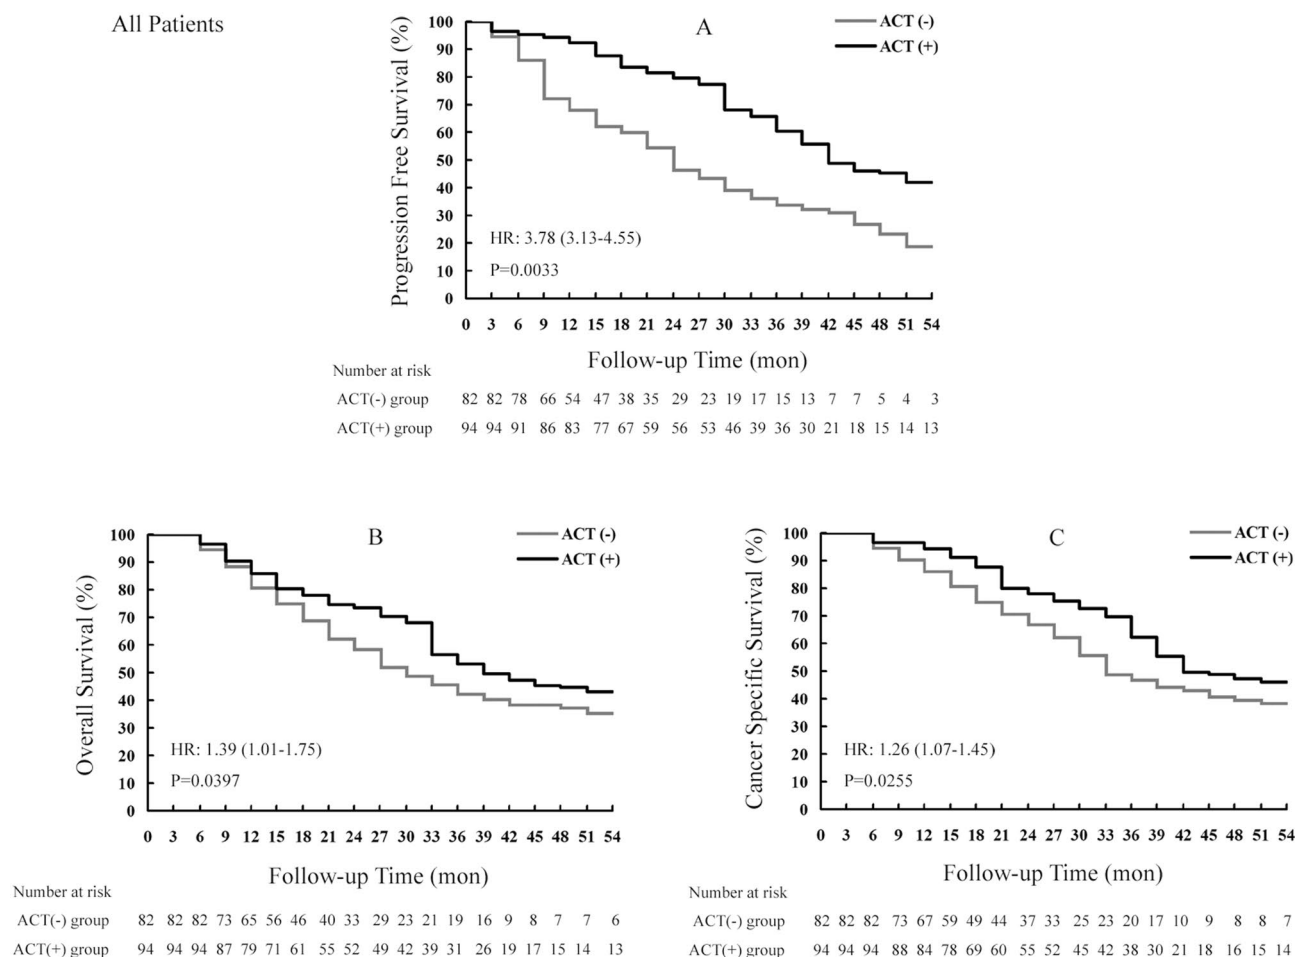 All Patients
A
ACT (-)
ACT (+)
Progression Free Survival (%)
100
90
80
70
60
50
40
30
20
10
0
HR: 3.78 (3.13-4.55)
P=0.0033
0 3 6 9 12 15 18 21 24 27 30 33 36 39 42 45 48 51 54
Follow-up Time (mon)
Number at risk
ACT(-) group 82 82 78 66 54 47 38 35 29 23 19 17 15 13 7 7 5 4 3
ACT(+) group 94 94 91 86 83 77 67 59 56 53 46 39 36 30 21 18 15 14 13
B
ACT (-)
ACT (+)
Overall Survival (%)
100
90
80
70
60
50
40
30
20
10
0
HR: 1.39 (1.01-1.75)
P=0.0397
0 3 6 9 12 15 18 21 24 27 30 33 36 39 42 45 48 51 54
Follow-up Time (mon)
Number at risk
ACT(-) group 82 82 82 73 65 56 46 40 33 29 23 21 19 16 9 8 7 7 6
ACT(+) group 94 94 94 87 79 71 61 55 52 49 42 39 31 26 19 17 15 14 13
C
ACT (-)
ACT (+)
Cancer Specific Survival (%)
100
90
80
70
60
50
40
30
20
10
0
HR: 1.26 (1.07-1.45)
P=0.0255
0 3 6 9 12 15 18 21 24 27 30 33 36 39 42 45 48 51 54
Follow-up Time (mon)
Number at risk
ACT(-) group 82 82 82 73 67 59 49 44 37 33 25 23 20 17 10 9 8 8 7
ACT(+) group 94 94 94 88 84 78 69 60 55 52 45 42 38 30 21 18 16 15 14